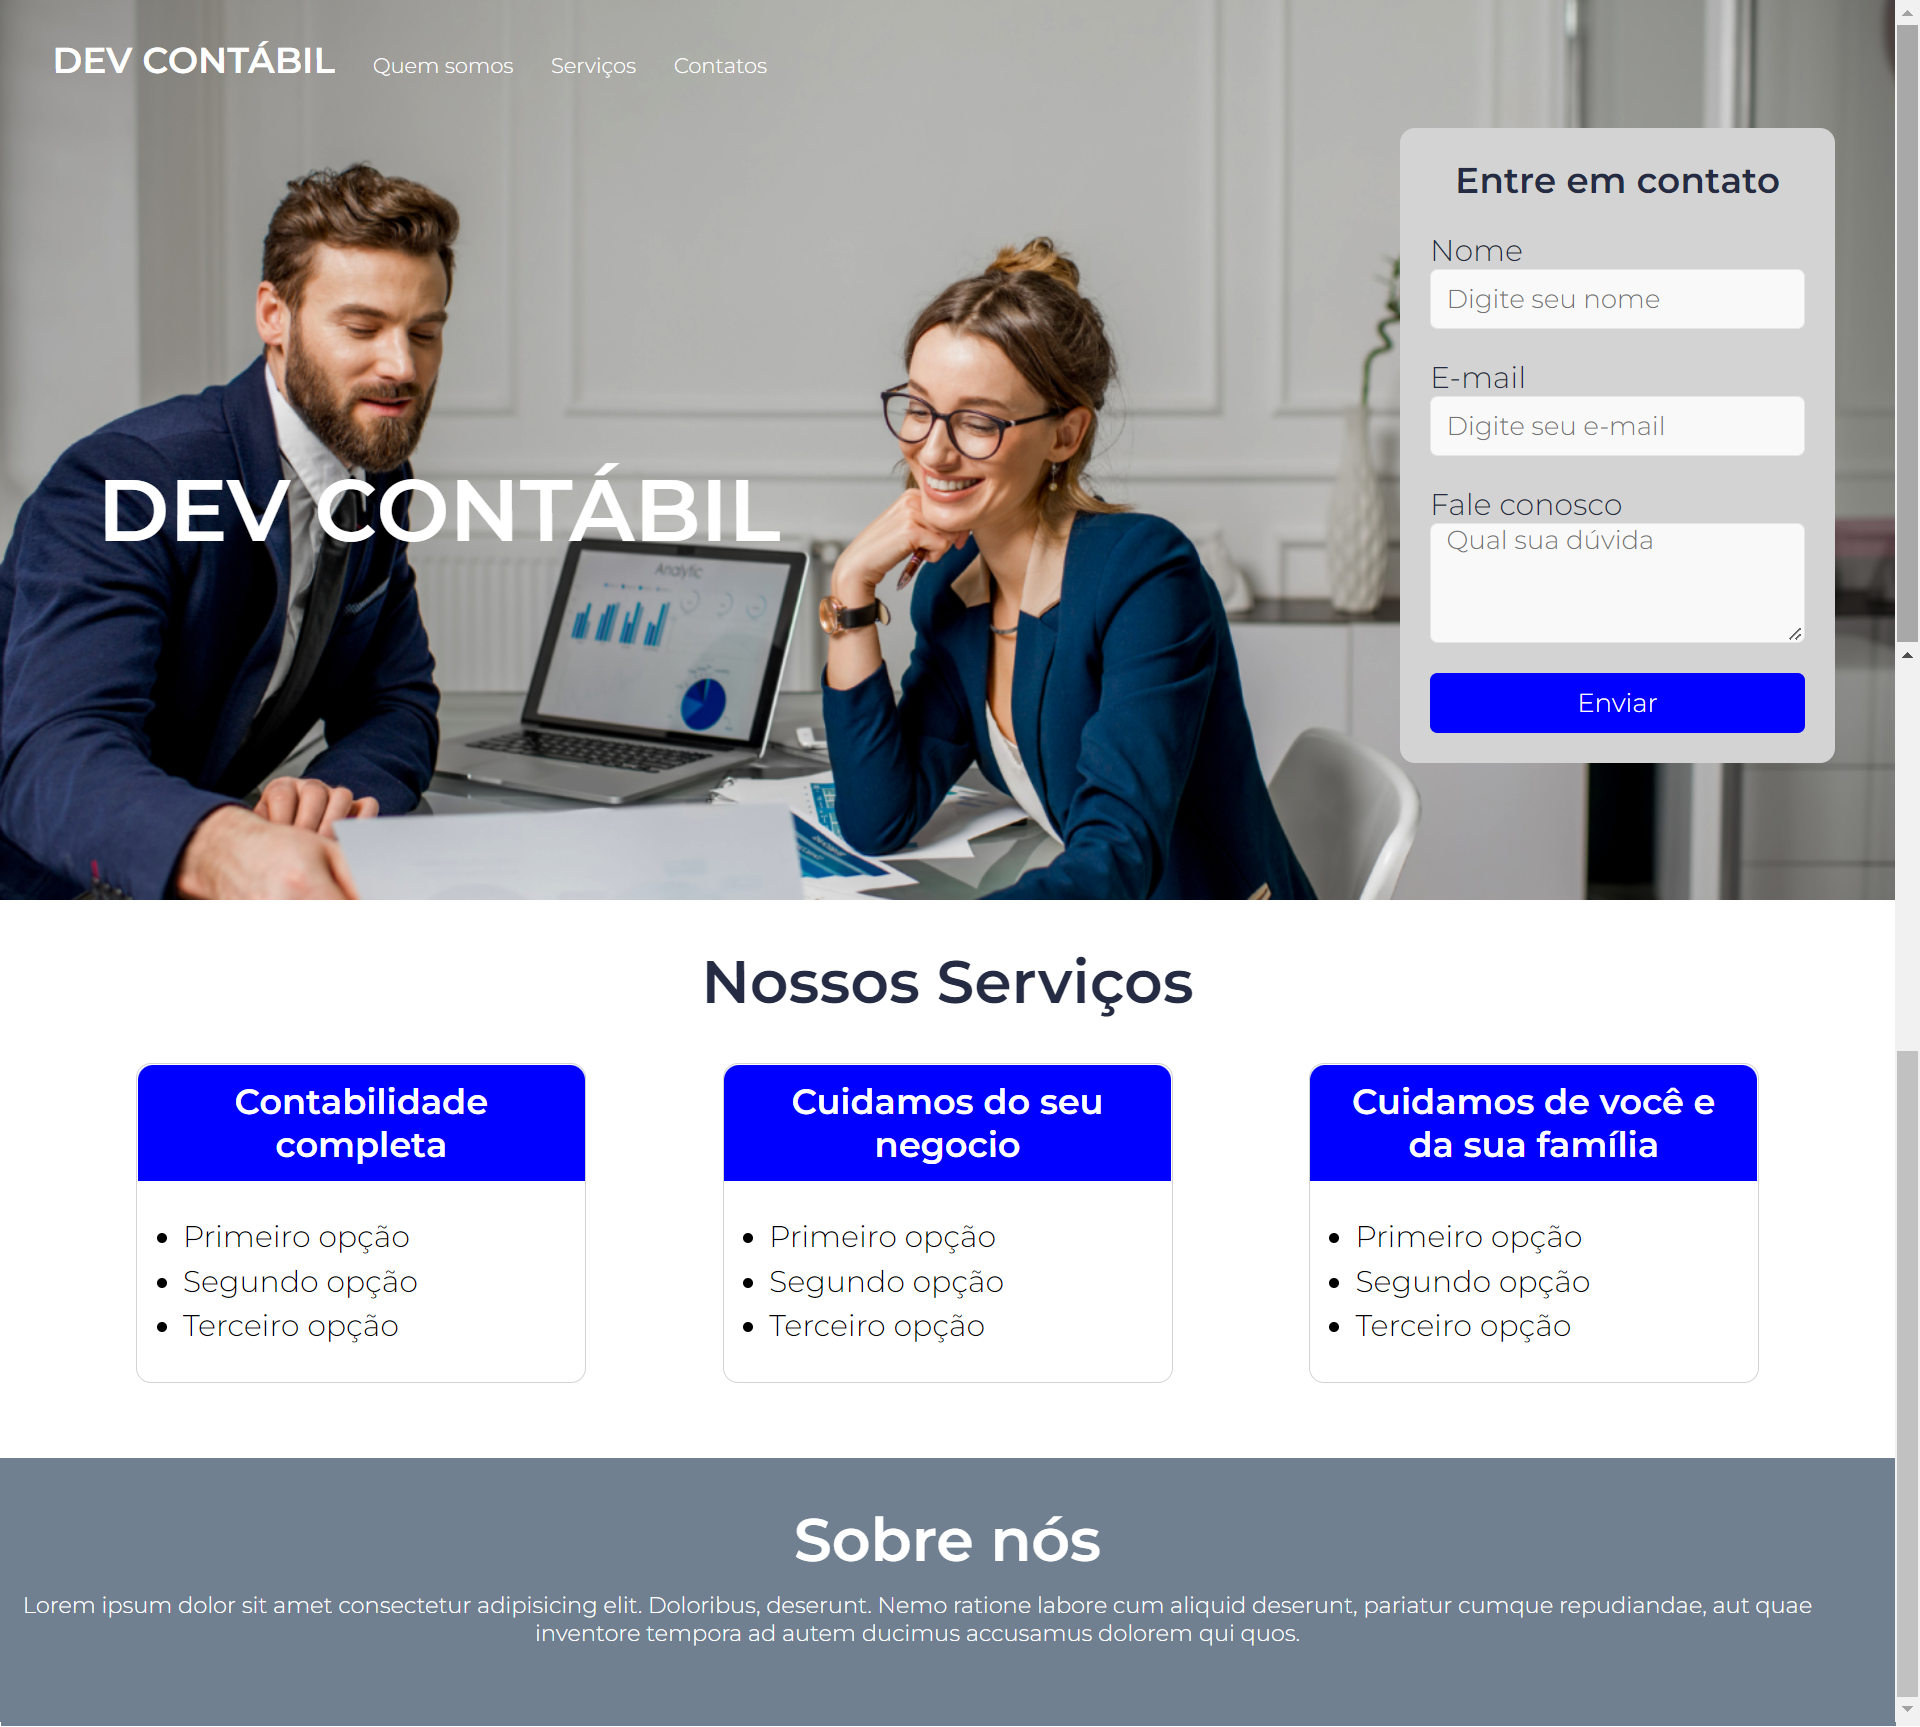 DEV CONTÁBIL Quem somos Serviços Contatos
Entre em contato
Nome
Digite seu nome
E-mail
Digite seu e-mail
Fale conosco
Qual sua dúvida
Enviar
DEV CONTÁBIL
Analytic
Nossos Serviços
Contabilidade
completa
• Primeiro opção
• Segundo opção
• Terceiro opção
Cuidamos do seu
negocio
• Primeiro opção
• Segundo opção
• Terceiro opção
Cuidamos de você e
da sua família
• Primeiro opção
• Segundo opção
• Terceiro opção
Sobre nós
Lorem ipsum dolor sit amet consectetur adipisicing elit. Doloribus, deserunt. Nemo ratione labore cum aliquid deserunt, pariatur cumque repudiandae, aut quae
inventore tempora ad autem ducimus accusamus dolorem qui quos.